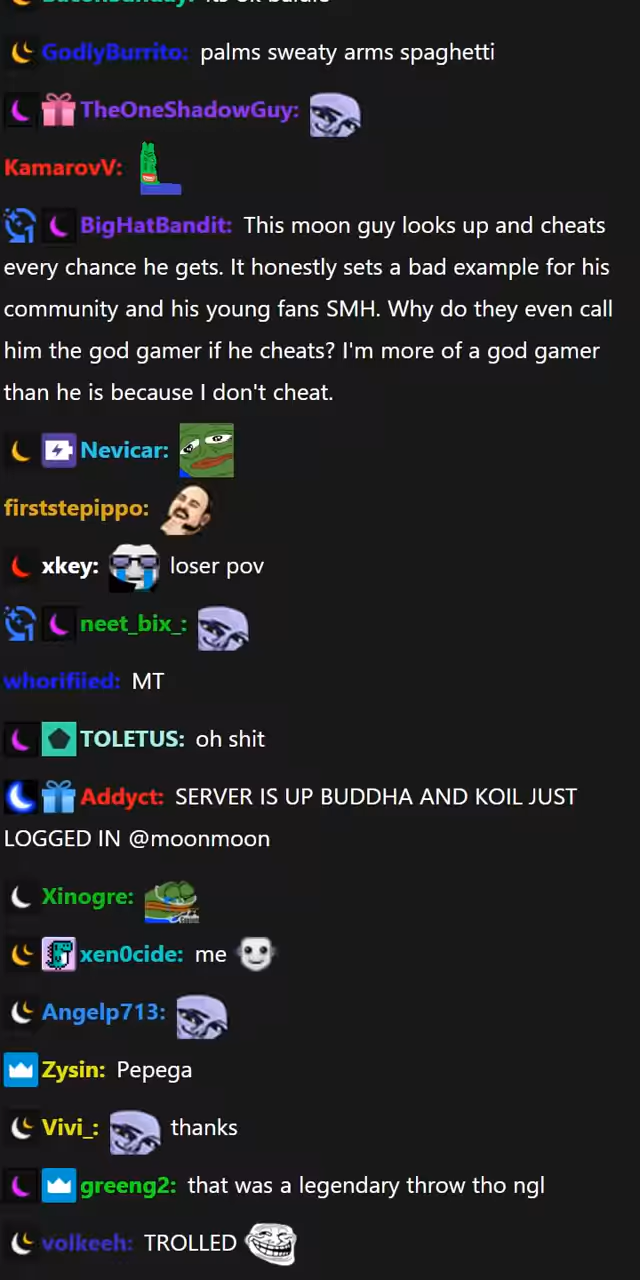 GodlyBurrito: palms sweaty arms spaghetti
TheOneShadowGuy:
KamarovV:
BigHatBandit: This moon guy looks up and cheats
every chance he gets. It honestly sets a bad example for his
community and his young fans SMH. Why do they even call
him the god gamer if he cheats? I'm more of a god gamer
than he is because I don't cheat.
Nevicar:
firststepippo:
xkey: loser pov
neet_bix_:
whorifiied: MT
TOLETUS: oh shit
Addyct: SERVER IS UP BUDDHA AND KOIL JUST
LOGGED IN @moonmoon
Xinogre:
xen0cide: me
Angelp713:
Zysin: Pepega
Vivi_: thanks
greeng2: that was a legendary throw tho ngl
volkeeh: TROLLED